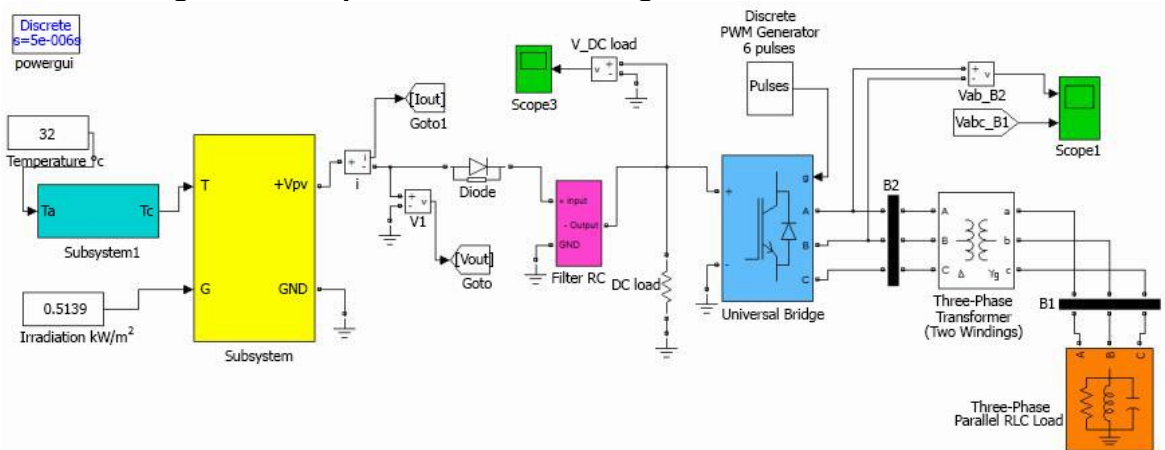 Discrete
s=5e-006s
powergui
32
Temperature °c
Ta
Tc
Subsystem1
0.5139
Irradiation kW/m²
T
G
+Vpv
GND
Subsystem
+
-
i
i
[Iout]
Goto1
+
-
v
V1
[Vout]
Goto
Diode
+ input
- Output
GND
Filter RC
Scope3
V_DC load
v
+
-
DC load
Discrete
PWM Generator
6 pulses
Pulses
g
+
-
A
B
C
Universal Bridge
B2
+
-
v
Vab_B2
Vabc_B1
Scope1
A
B
C
Δ
Yg
a
b
c
Three-Phase
Transformer
(Two Windings)
B1
A
B
C
Three-Phase
Parallel RLC Load